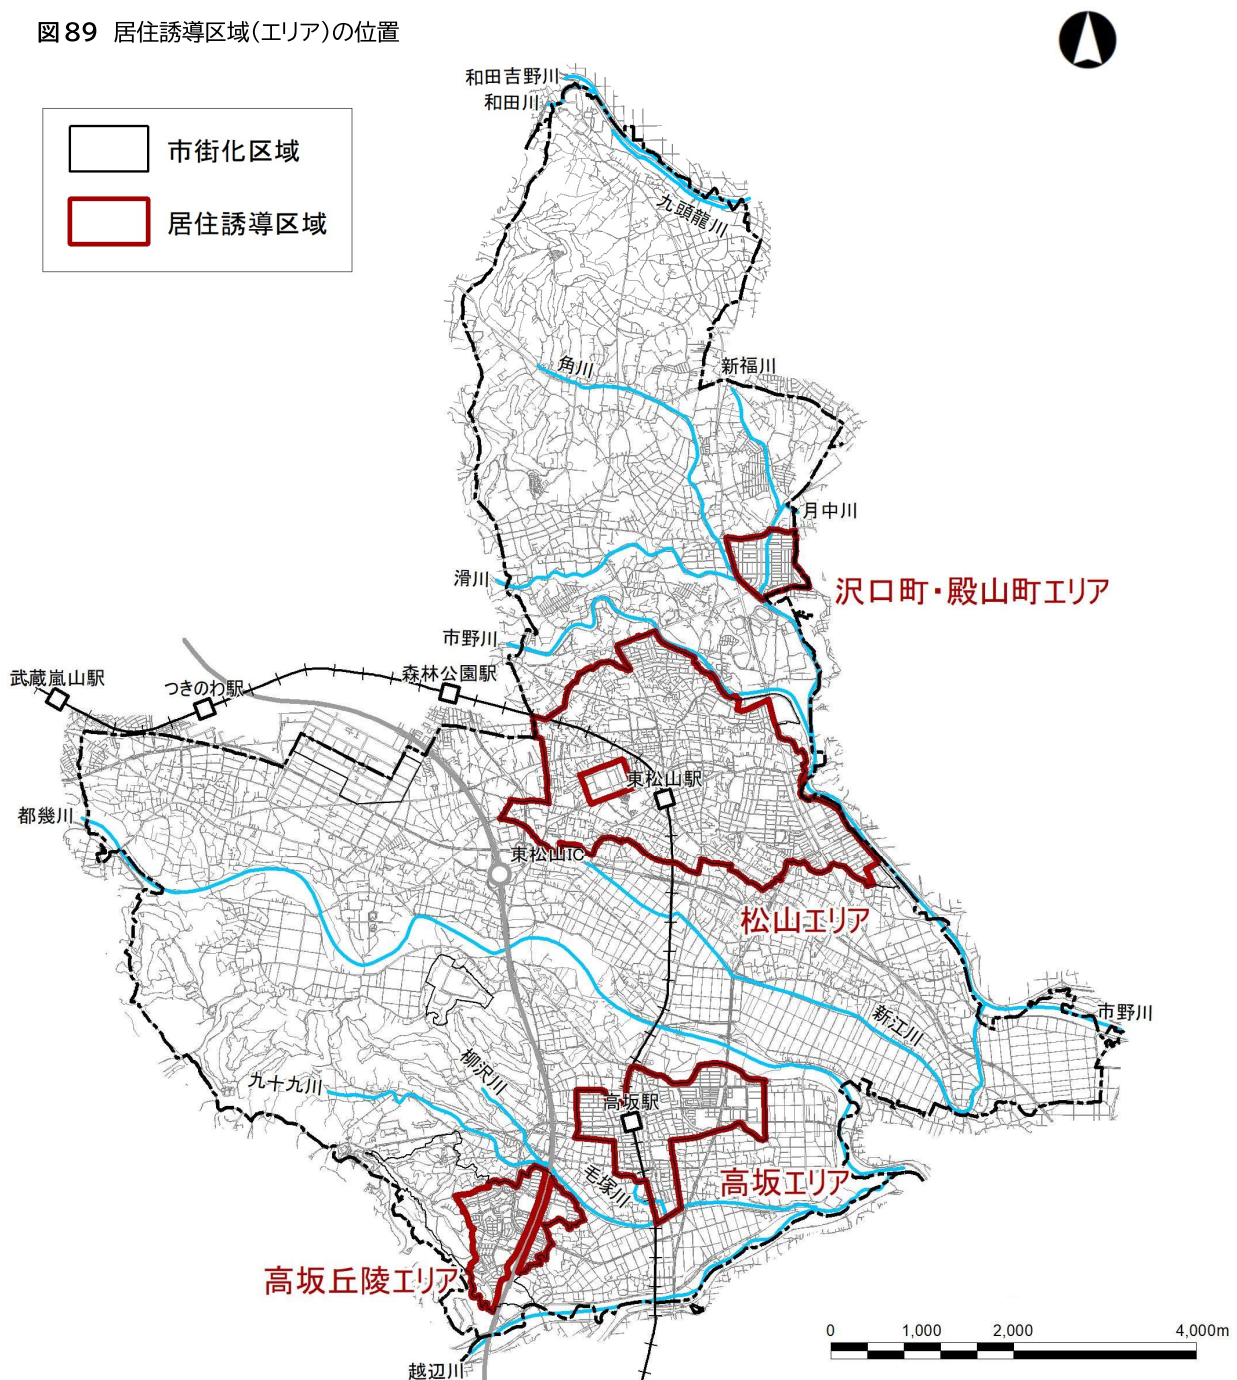 図89 居住誘導区域(エリア)の位置
市街化区域
居住誘導区域
和田吉野川
和田川
九頭龍川
角川
新福川
月中川
滑川
沢口町・殿山町エリア
市野川
武蔵嵐山駅
つきのわ駅
森林公園駅
東松山駅
都幾川
東松山IC
松山エリア
新江川
市野川
柳沢川
九十九川
高坂駅
毛塚川
高坂エリア
高坂丘陵エリア
越辺川
0 1,000 2,000 4,000m